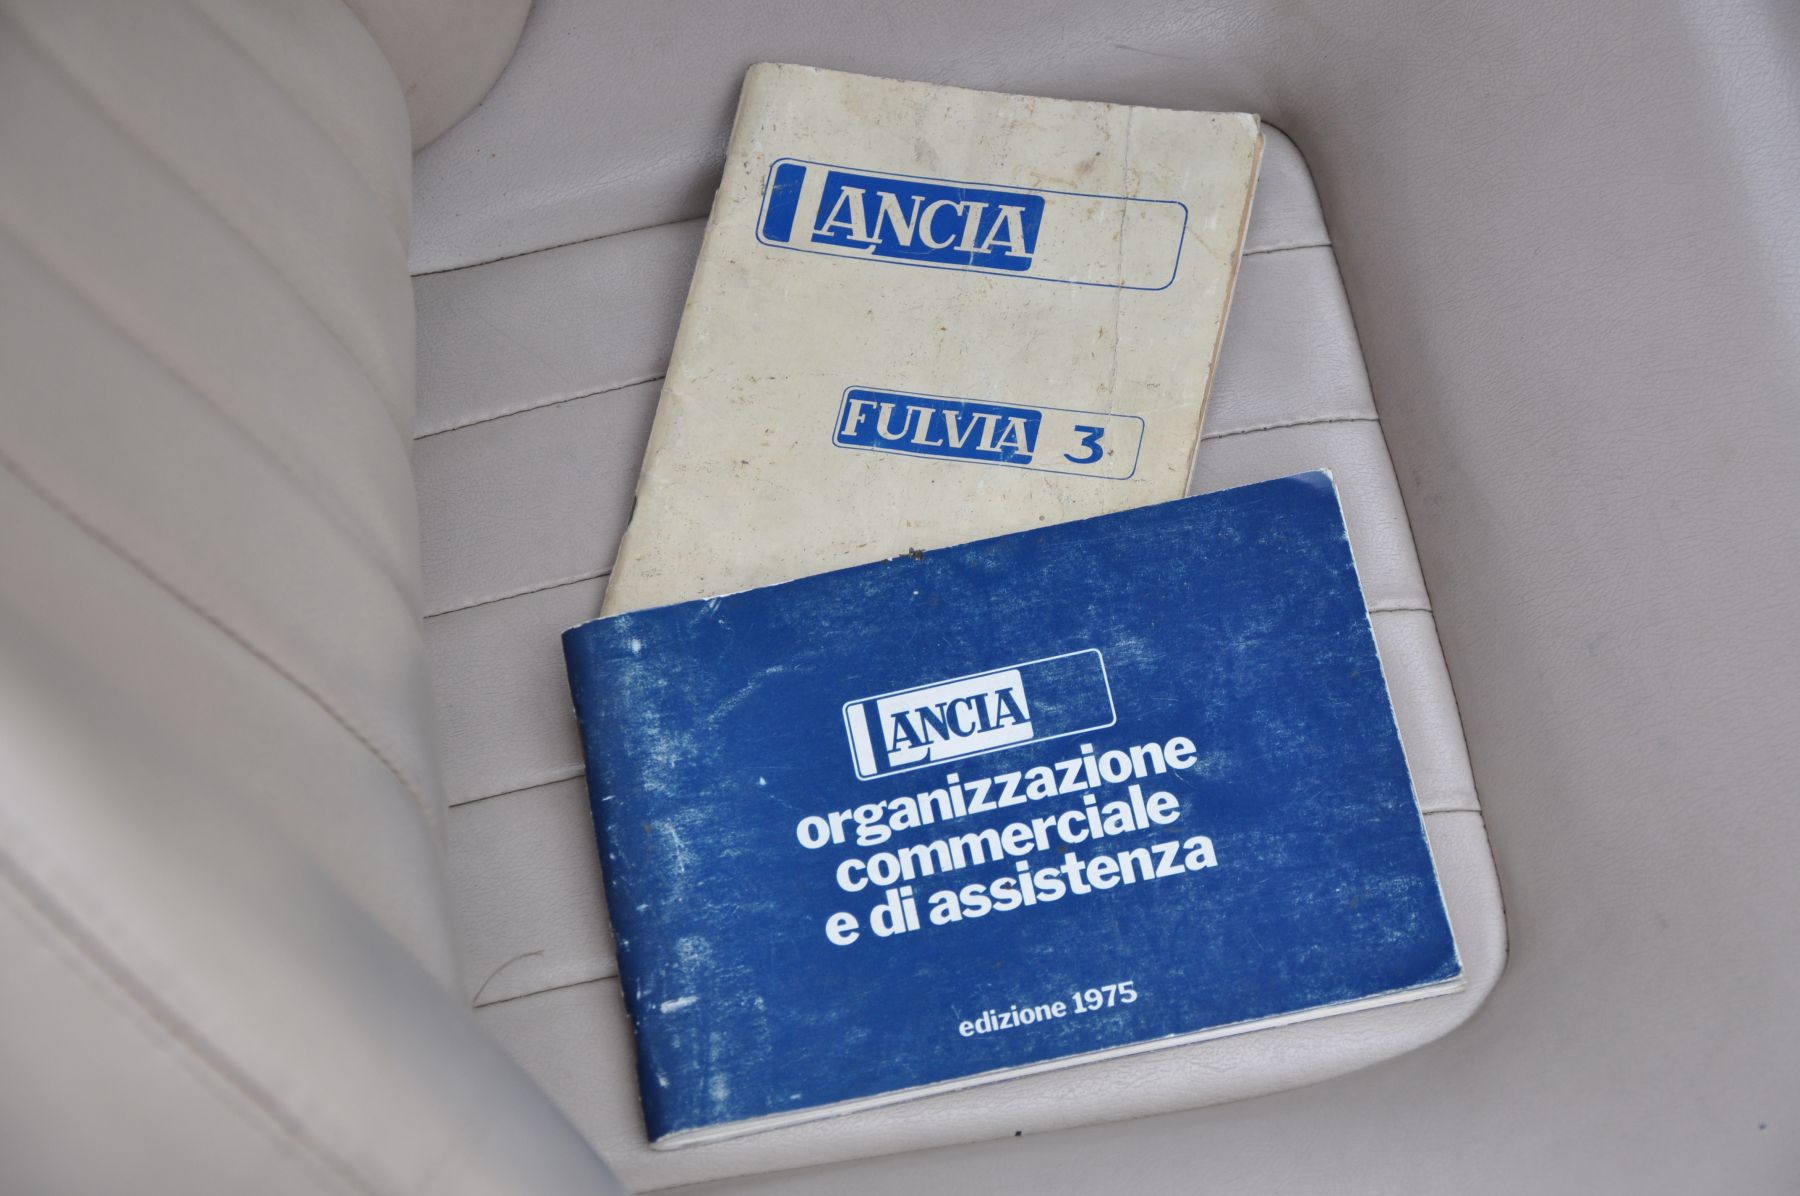 LANCIA
FULVIA 3
LANCIA
organizzazione
commerciale
e di assistenza
edizione 1975